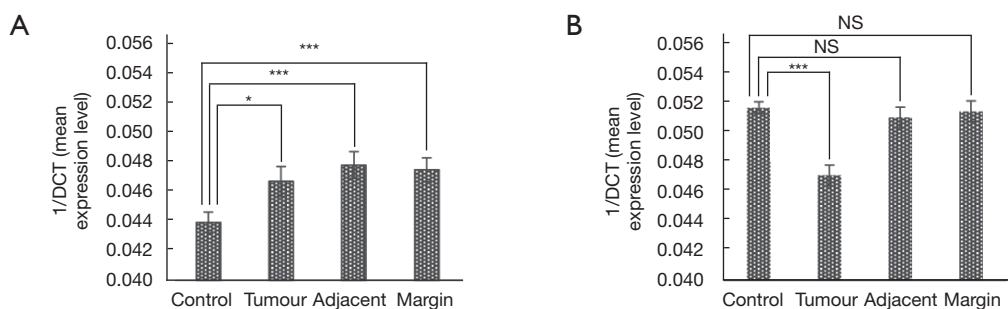 A
1/DCT (mean
expression level)
0.056
0.054
0.052
0.050
0.048
0.046
0.044
0.042
0.040
***
***
*
Control Tumour Adjacent Margin
B
1/DCT (mean
expression level)
0.056
0.054
0.052
0.050
0.048
0.046
0.044
0.042
0.040
NS
NS
***
Control Tumour Adjacent Margin